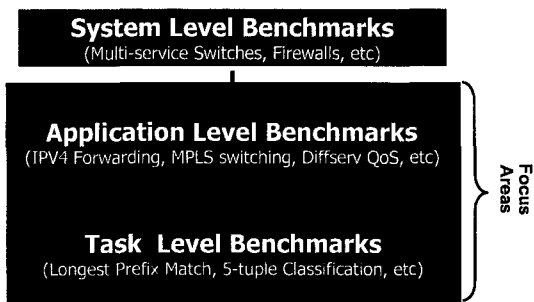 System Level Benchmarks
(Multi-service Switches, Firewalls, etc)
Application Level Benchmarks
(IPV4 Forwarding, MPLS switching, Diffserv QoS, etc)
Task Level Benchmarks
(Longest Prefix Match, 5-tuple Classification, etc)
Focus
Areas